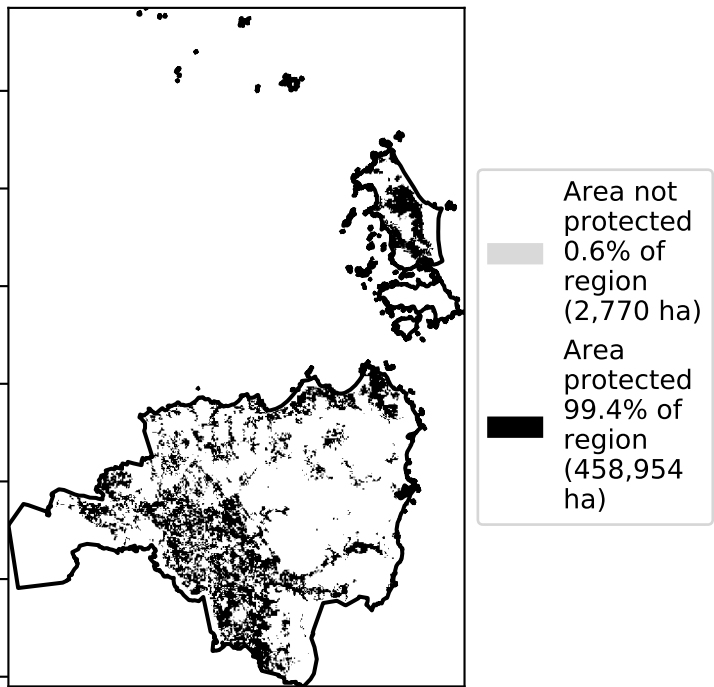 Area not
protected
0.6% of
region
(2,770 ha)
Area
protected
99.4% of
region
(458,954
ha)